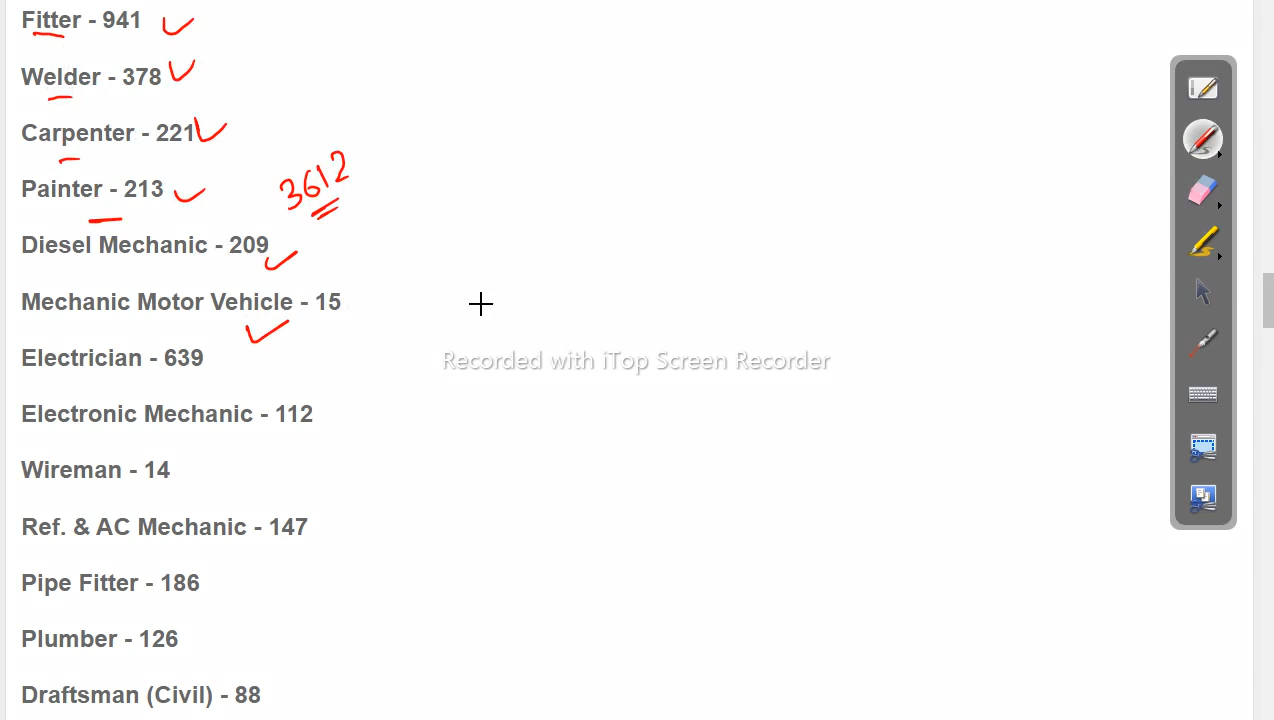 Fitter - 941
Welder - 378
Carpenter - 221
Painter - 213
3612
Diesel Mechanic - 209
Mechanic Motor Vehicle - 15
Electrician - 639
Recorded with iTop Screen Recorder
Electronic Mechanic - 112
Wireman - 14
Ref. & AC Mechanic - 147
Pipe Fitter - 186
Plumber - 126
Draftsman (Civil) - 88